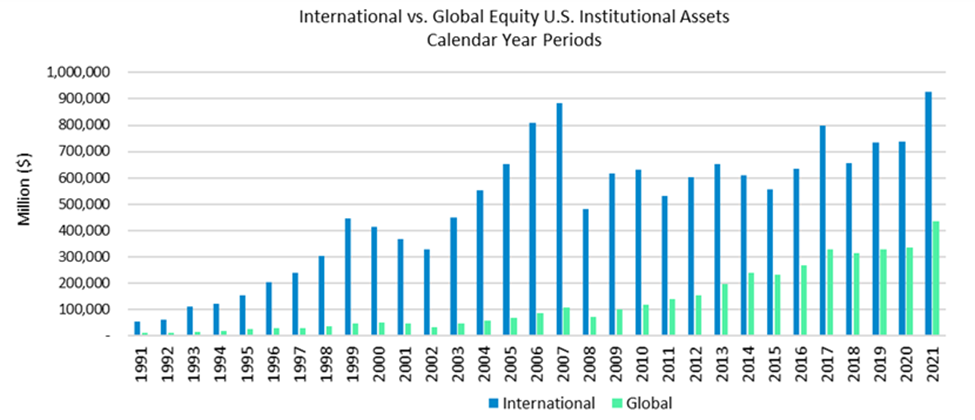 International vs. Global Equity U.S. Institutional Assets
Calendar Year Periods
Million ($)
1,000,000
900,000
800,000
700,000
600,000
500,000
400,000
300,000
200,000
100,000
-
1991 1992 1993 1994 1995 1996 1997 1998 1999 2000 2001 2002 2003 2004 2005 2006 2007 2008 2009 2010 2011 2012 2013 2014 2015 2016 2017 2018 2019 2020 2021
International Global